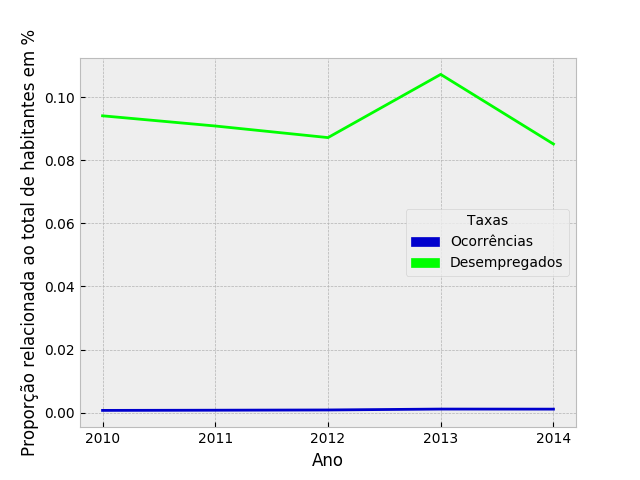 Proporção relacionada ao total de habitantes em %
0.10
0.08
0.06
0.04
0.02
0.00
Taxas
Ocorrências
Desempregados
2010 2011 2012 2013 2014
Ano